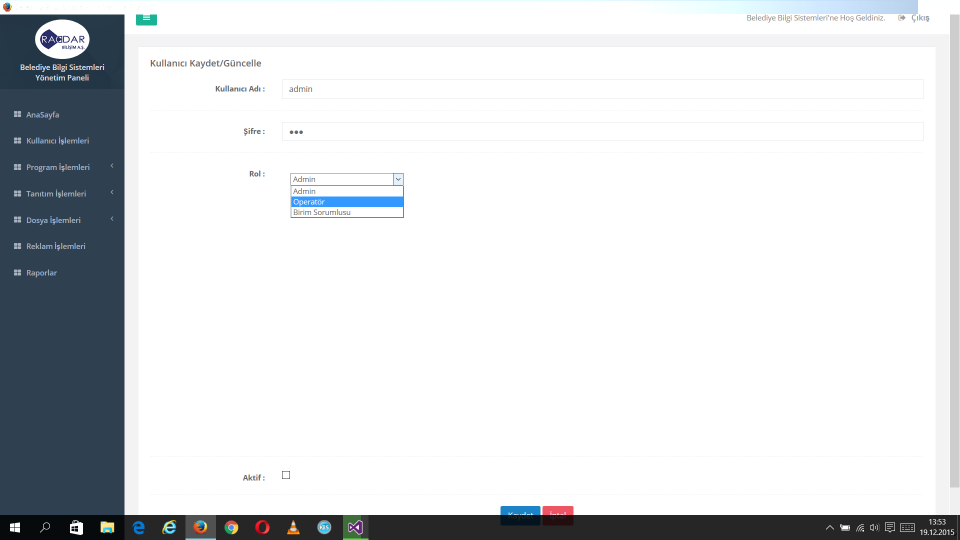 Belediye Bilgi Sistemleri'ne Hoş Geldiniz.
Çıkış
RACDAR
BİLİŞİM A.Ş.
Belediye Bilgi Sistemleri
Yönetim Paneli
AnaSayfa
Kullanıcı İşlemleri
Program İşlemleri
Tanıtım İşlemleri
Dosya İşlemleri
Reklam İşlemleri
Raporlar
Kullanıcı Kaydet/Güncelle
Kullanıcı Adı :
admin
Şifre :
Rol :
Admin
Admin
Operatör
Birim Sorumlusu
Aktif :
Kaydet
İptal
13:53
19.12.2015